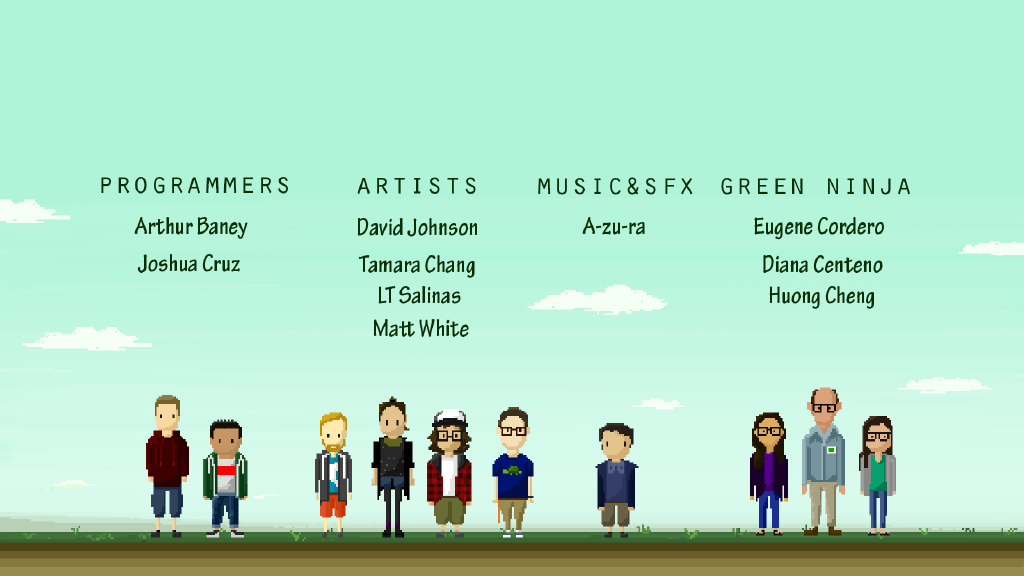 PROGRAMMERS
Arthur Baney
Joshua Cruz
ARTISTS
David Johnson
Tamara Chang
LT Salinas
Matt White
MUSIC&SFX
A-zu-ra
GREEN NINJA
Eugene Cordero
Diana Centeno
Huong Cheng